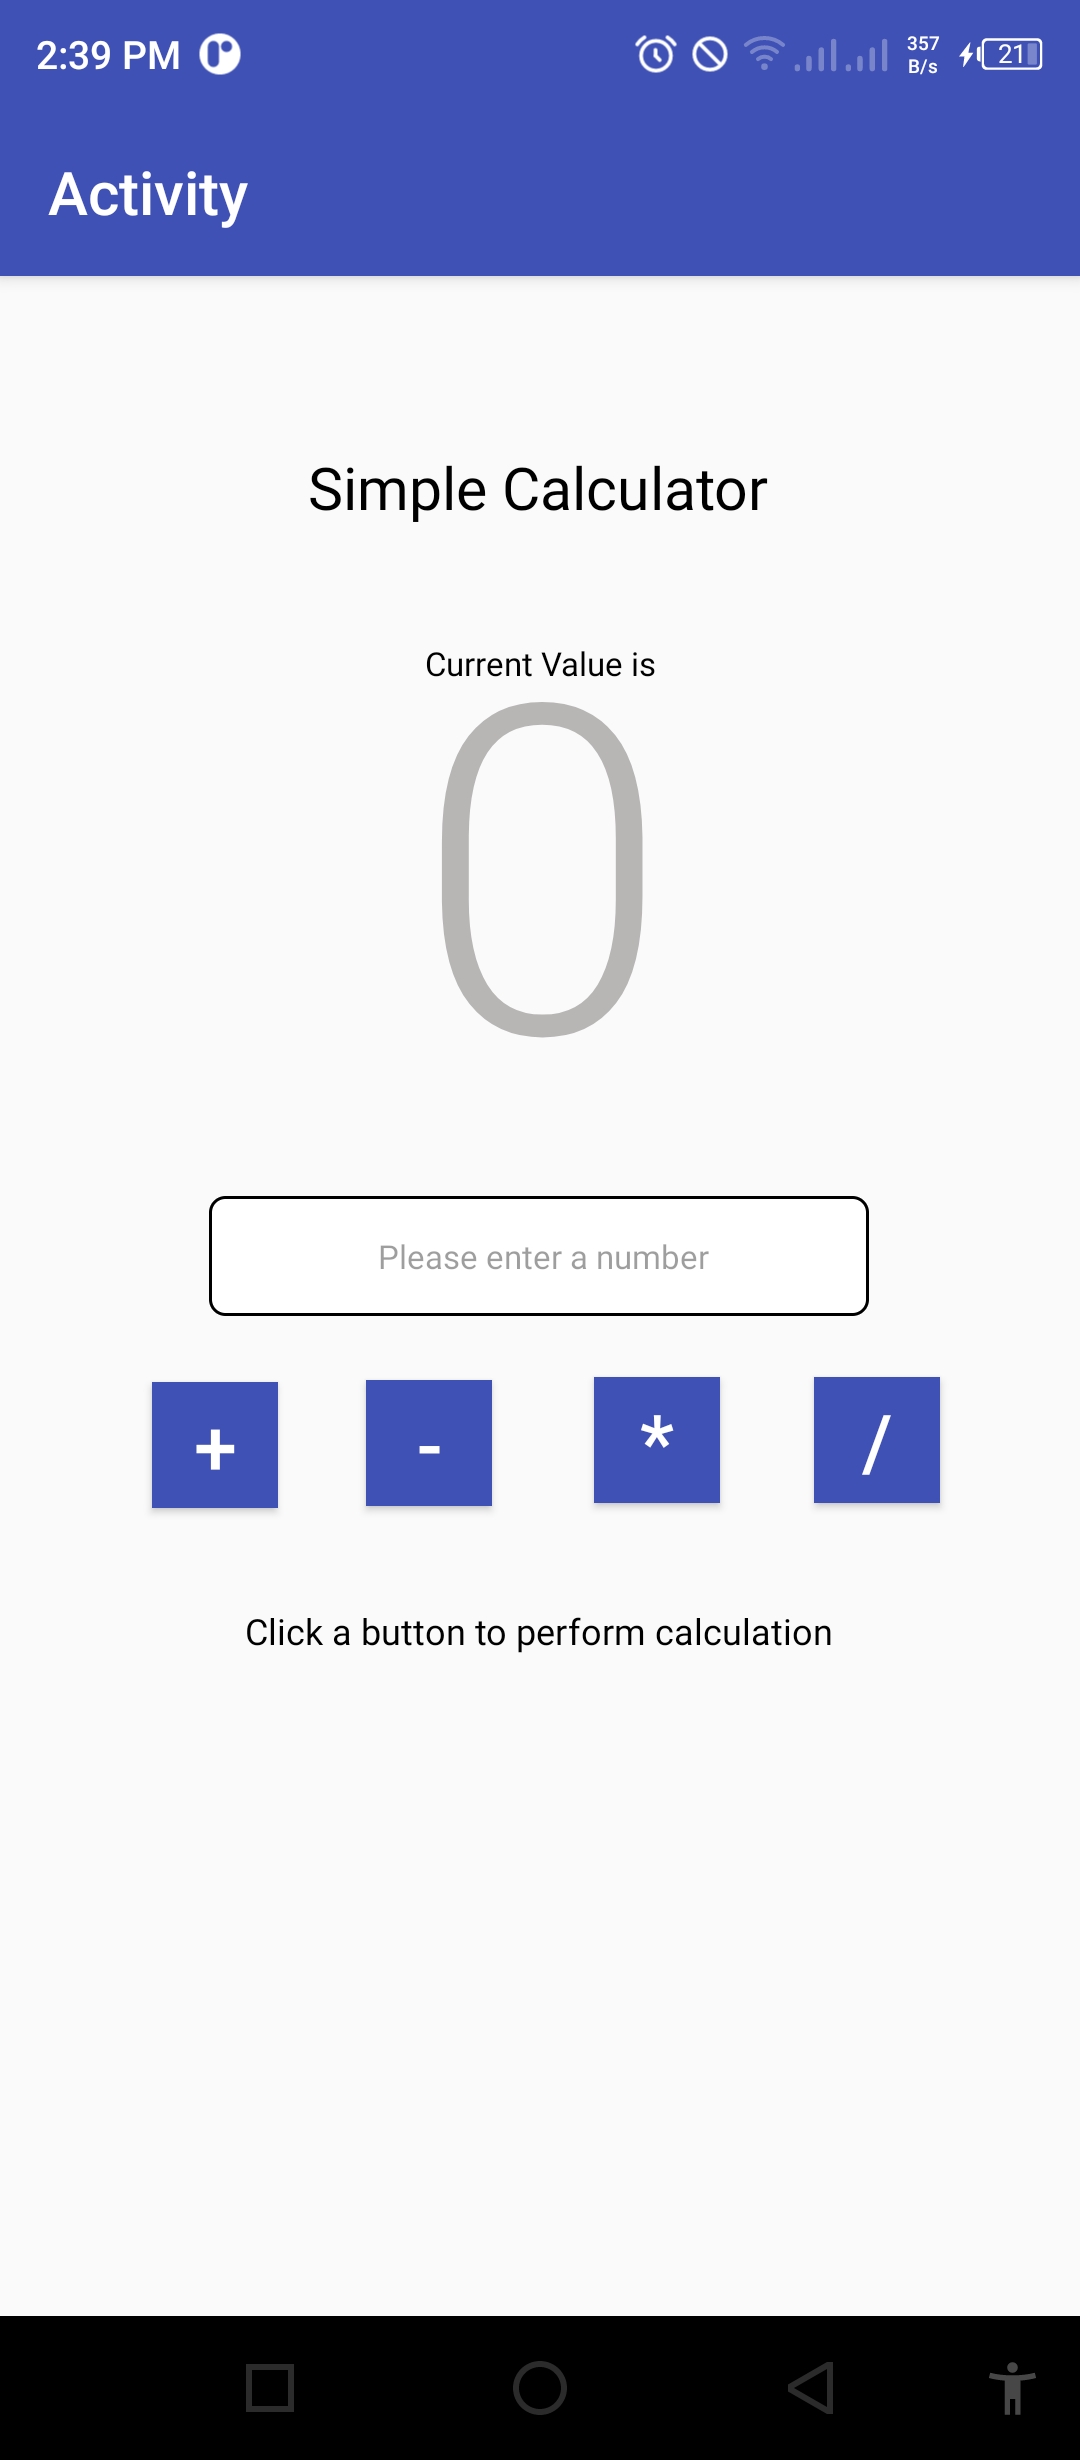 2:39 PM 357
B/s 21
Activity
Simple Calculator
Current Value is
0
Please enter a number
+ - * /
Click a button to perform calculation